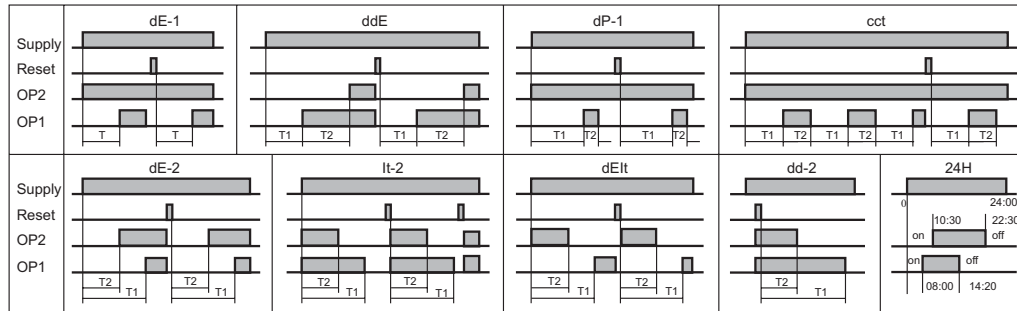 dE-1 ddE dP-1 cct
Supply
Reset
OP2
OP1
T T T1 T2 T1 T2 T1 T2 T1 T2 T1 T2 T1 T2 T1 T1 T2
dE-2 It-2 dEIt dd-2 24H
Supply
0 24:00
Reset
10:30 22:30
OP2 on off
OP1 on off
T2 T2 T2 T2 T2 T2 T2 08:00 14:20
T1 T1 T1 T1 T1 T1 T1